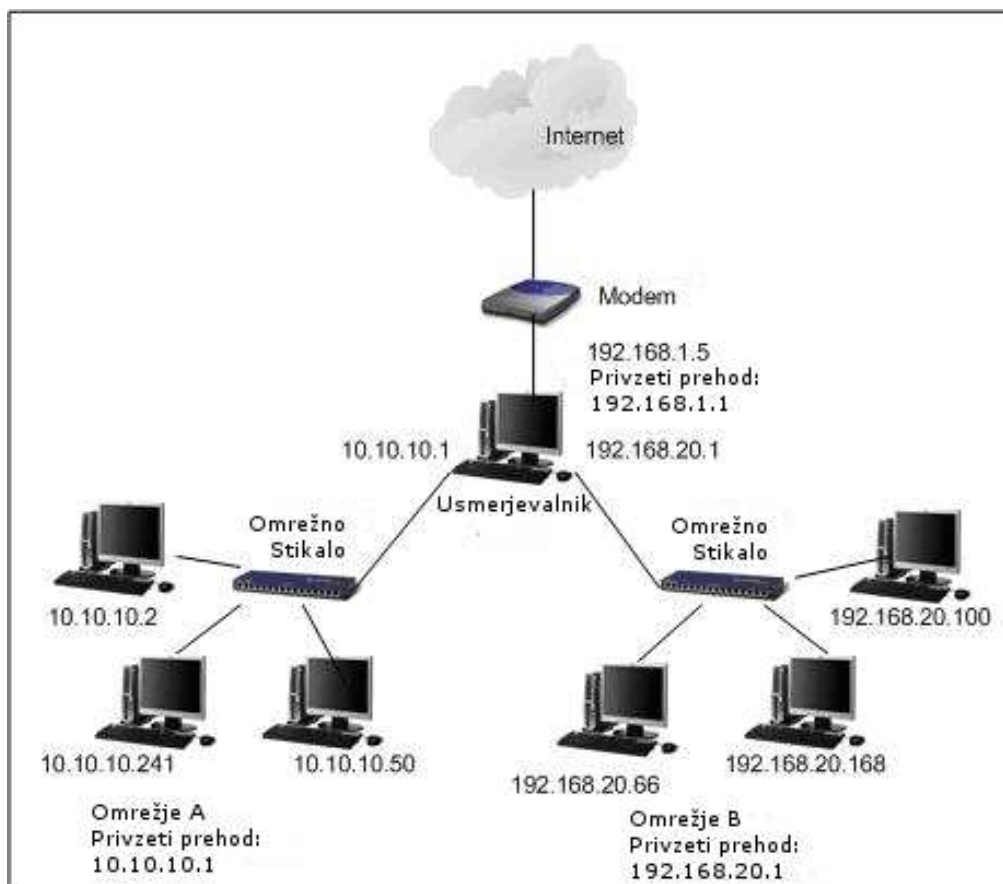 Internet
Modem
192.168.1.5
Privzeti prehod:
192.168.1.1
10.10.10.1
192.168.20.1
Usmerjevalnik
Omrežno
Stikalo
Omrežno
Stikalo
10.10.10.2
192.168.20.100
10.10.10.241
10.10.10.50
192.168.20.66
192.168.20.168
Omrežje A
Privzeti prehod:
10.10.10.1
Omrežje B
Privzeti prehod:
192.168.20.1